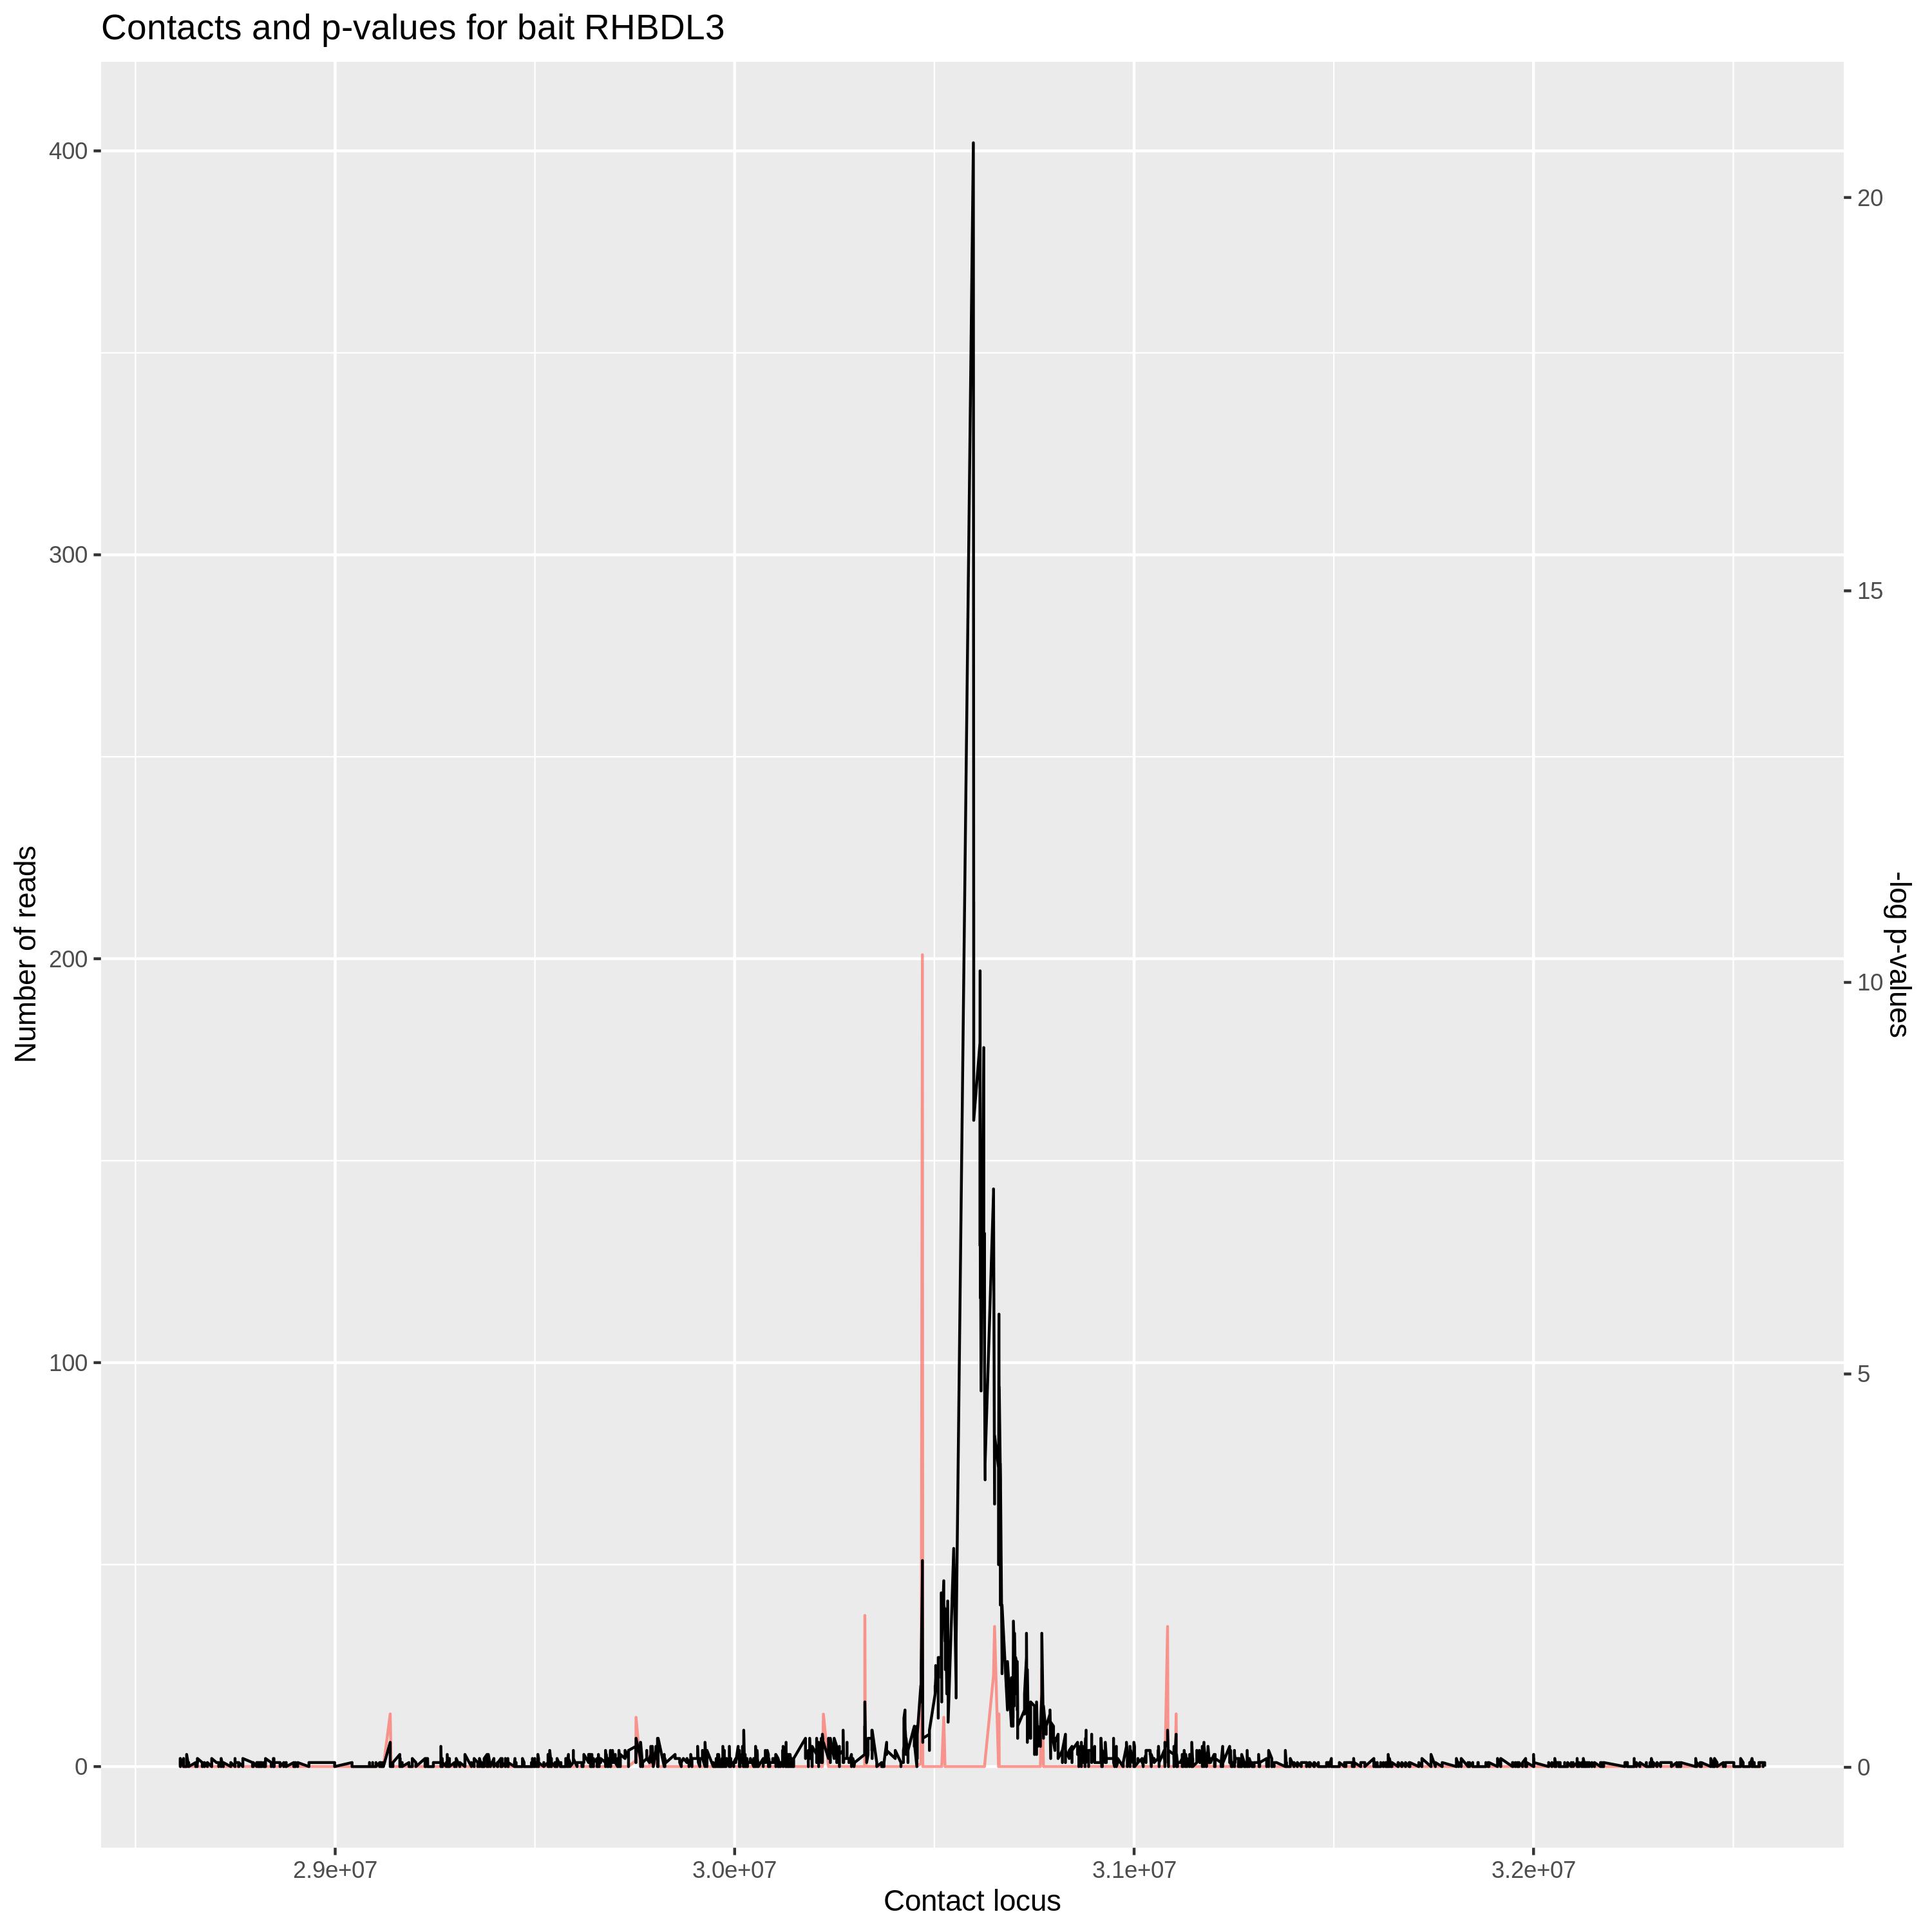 Contacts and p-values for bait RHBDL3
400
300
200
100
0
Number of reads
20
15
10
5
0
-log p-values
2.9e+07
3.0e+07
3.1e+07
3.2e+07
Contact locus